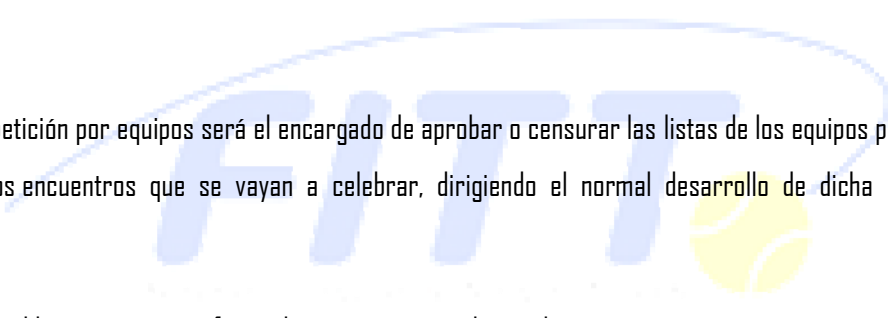 etición por equipos será el encargado de aprobar o censurar las listas de los equipos p
os encuentros que se vayan a celebrar, dirigiendo el normal desarrollo de dicha
FITT